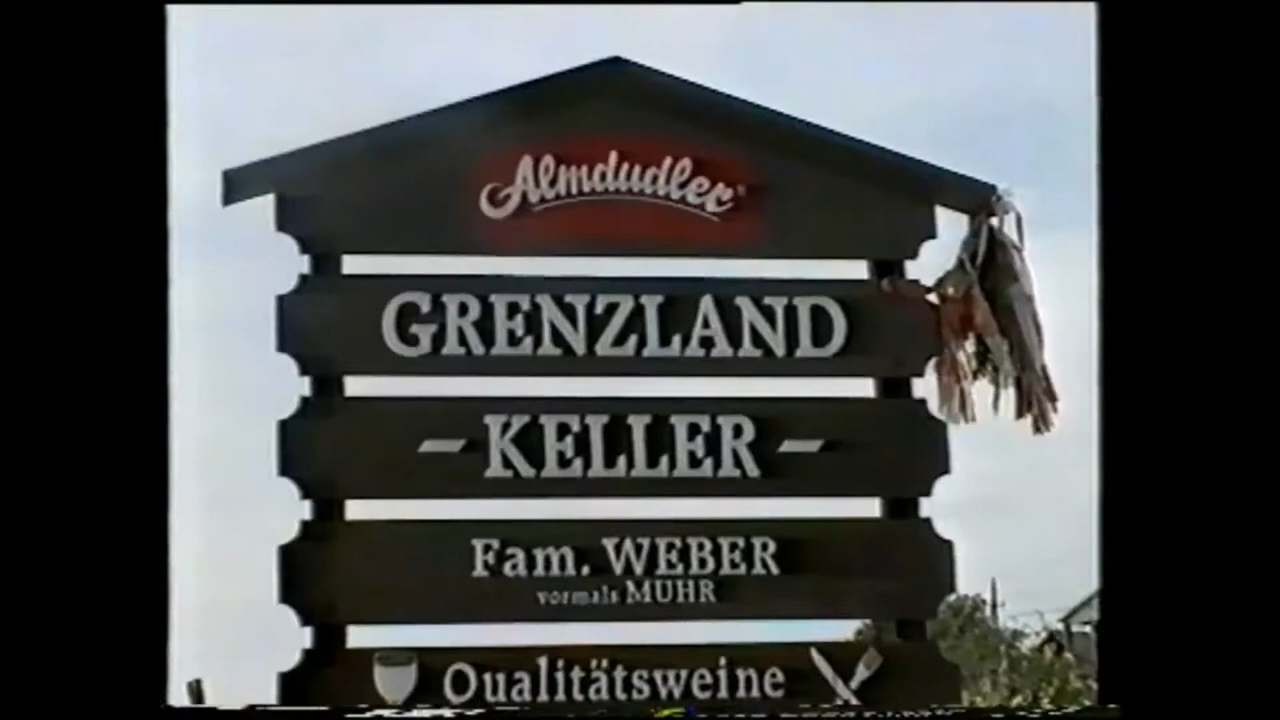 Almdudler®
GRENZLAND
- KELLER -
Fam. WEBER
vormals MUHR
Qualitätsweine